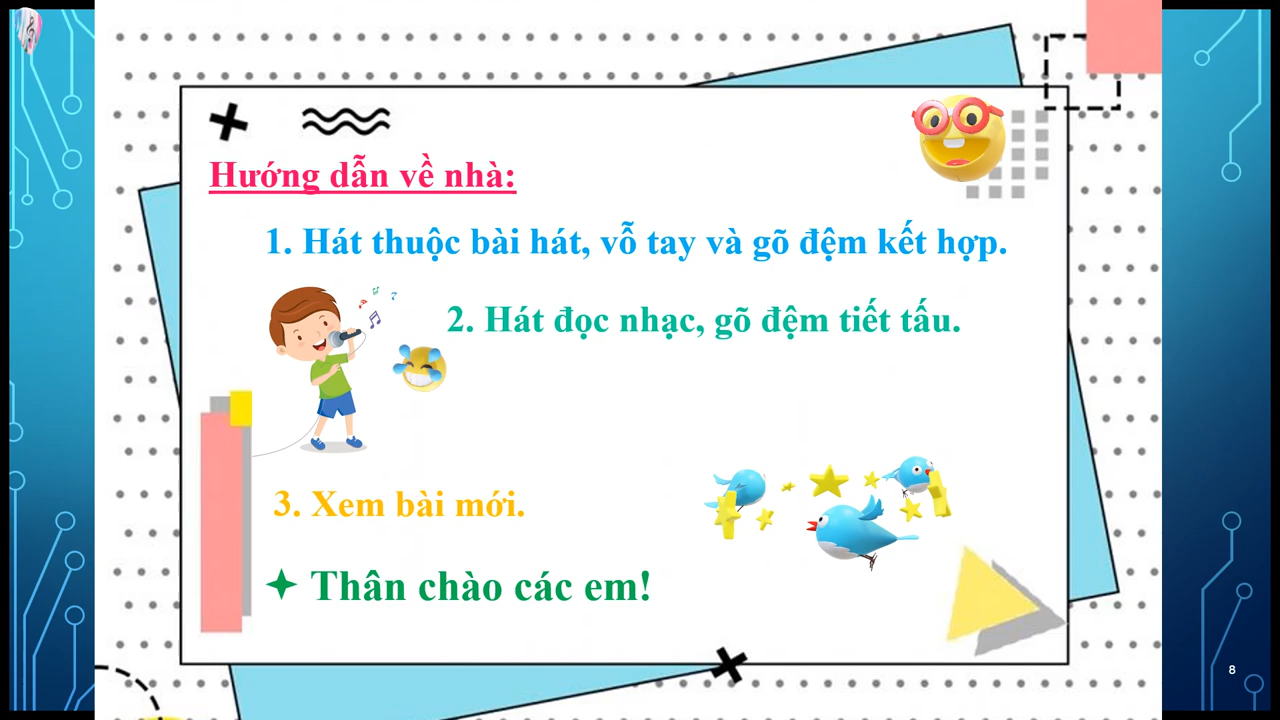 Hướng dẫn về nhà:
1. Hát thuộc bài hát, vỗ tay và gõ đệm kết hợp.
2. Hát đọc nhạc, gõ đệm tiết tấu.
3. Xem bài mới.
Thân chào các em!
8